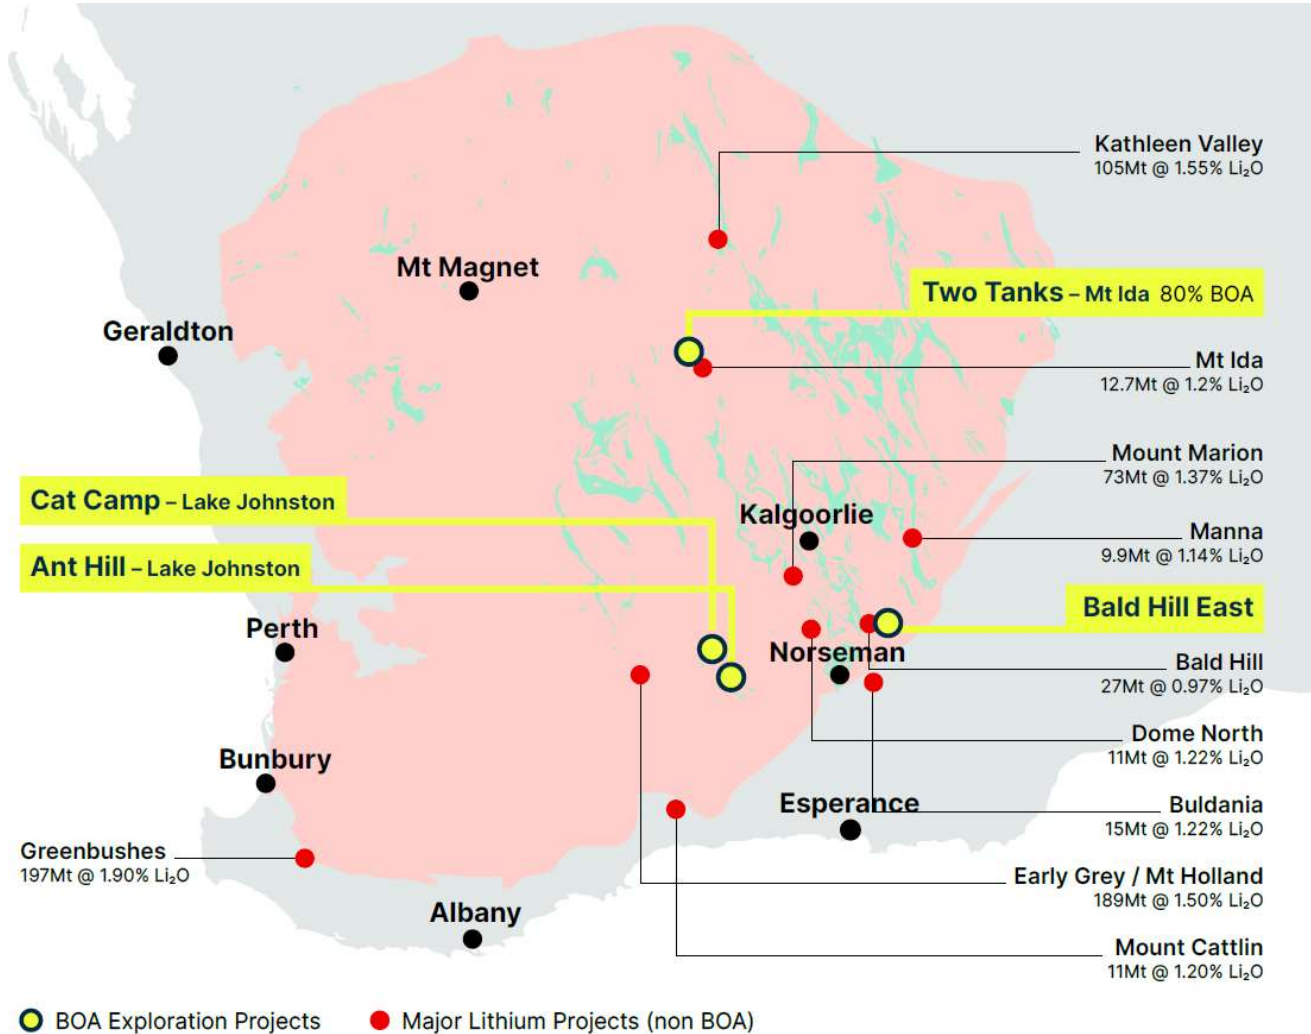 Kathleen Valley
105Mt @ 1.55% Li₂O
Mt Magnet
Two Tanks – Mt Ida 80% BOA
Geraldton
Mt Ida
12.7Mt @ 1.2% Li₂O
Mount Marion
73Mt @ 1.37% Li₂O
Cat Camp – Lake Johnston
Kalgoorlie
Manna
9.9Mt @ 1.14% Li₂O
Ant Hill – Lake Johnston
Bald Hill East
Perth
Norseman
Bald Hill
27Mt @ 0.97% Li₂O
Dome North
11Mt @ 1.22% Li₂O
Bunbury
Esperance
Buldania
15Mt @ 1.22% Li₂O
Greenbushes
197Mt @ 1.90% Li₂O
Early Grey / Mt Holland
189Mt @ 1.50% Li₂O
Albany
Mount Cattlin
11Mt @ 1.20% Li₂O
BOA Exploration Projects
Major Lithium Projects (non BOA)